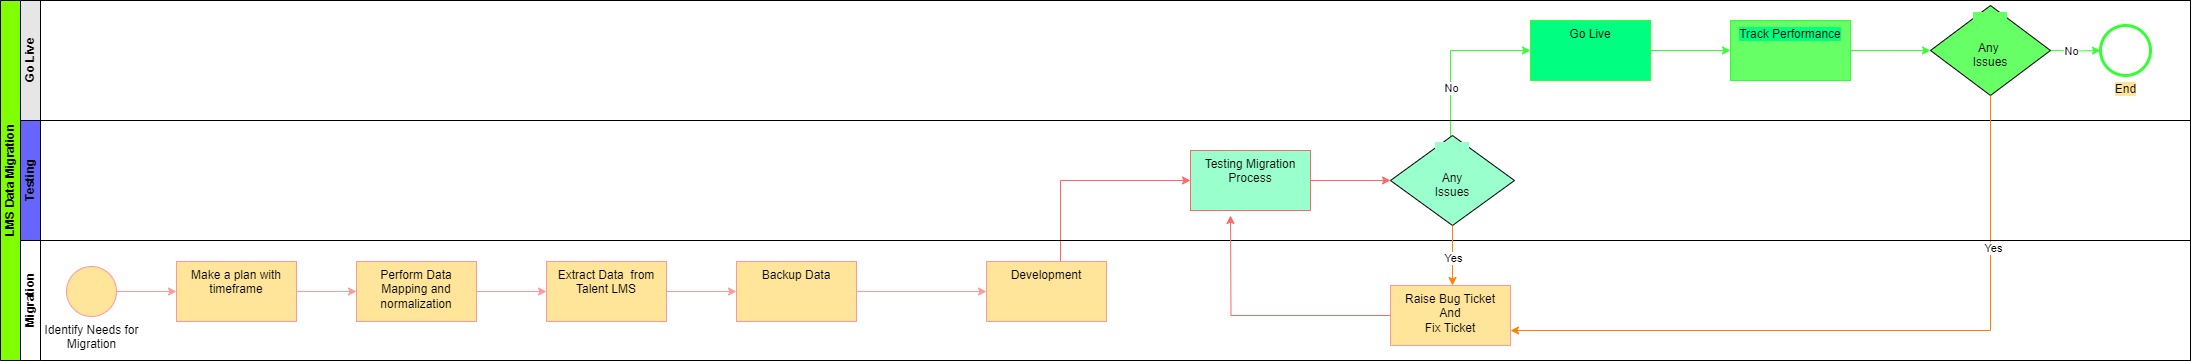 LMS Data Migration
Go Live
Go Live
Track Performance
Any
Issues
No
End
No
Testing
Testing Migration
Process
Any
Issues
Yes
Yes
Migration
Identify Needs for
Migration
Make a plan with
timeframe
Perform Data
Mapping and
normalization
Extract Data  from
Talent LMS
Backup Data
Development
Raise Bug Ticket
And
Fix Ticket